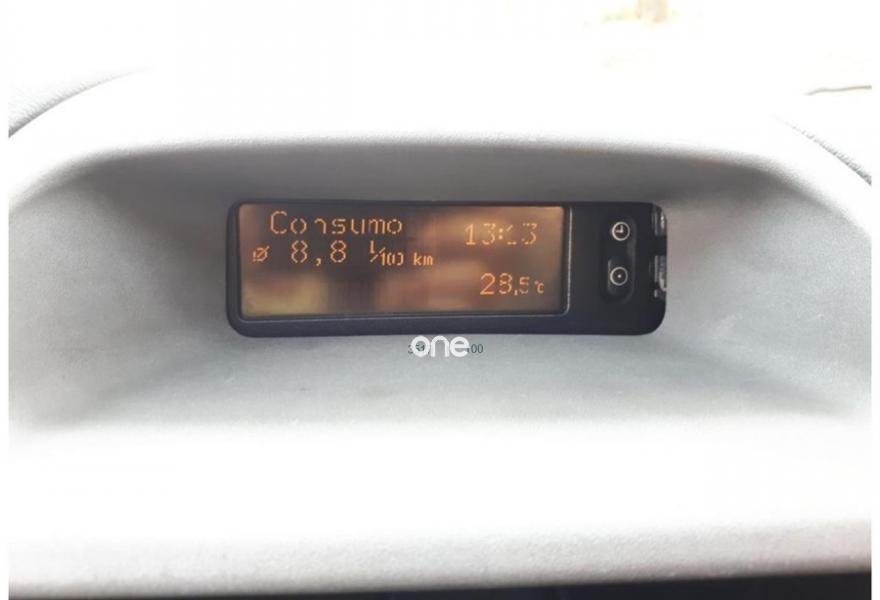 Consumo 13:13
Ø 8,8 l/100 km
28,5°C
one